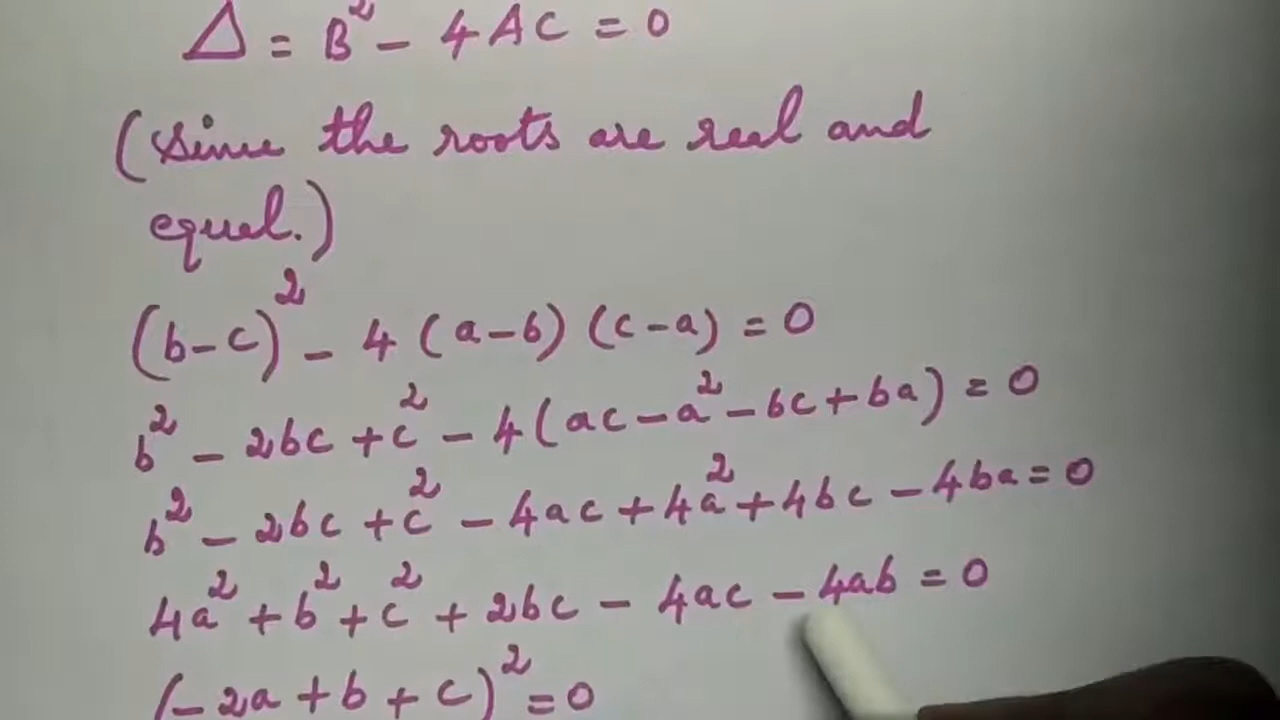 Δ = B² - 4AC = 0
(Since the roots are real and
equal.)
(b-c)² - 4(a-b)(c-a) = 0
b² - 2bc + c² - 4(ac - a² - bc + ba) = 0
b² - 2bc + c² - 4ac + 4a² + 4bc - 4ba = 0
4a² + b² + c² + 2bc - 4ac - 4ab = 0
(-2a + b + c)² = 0